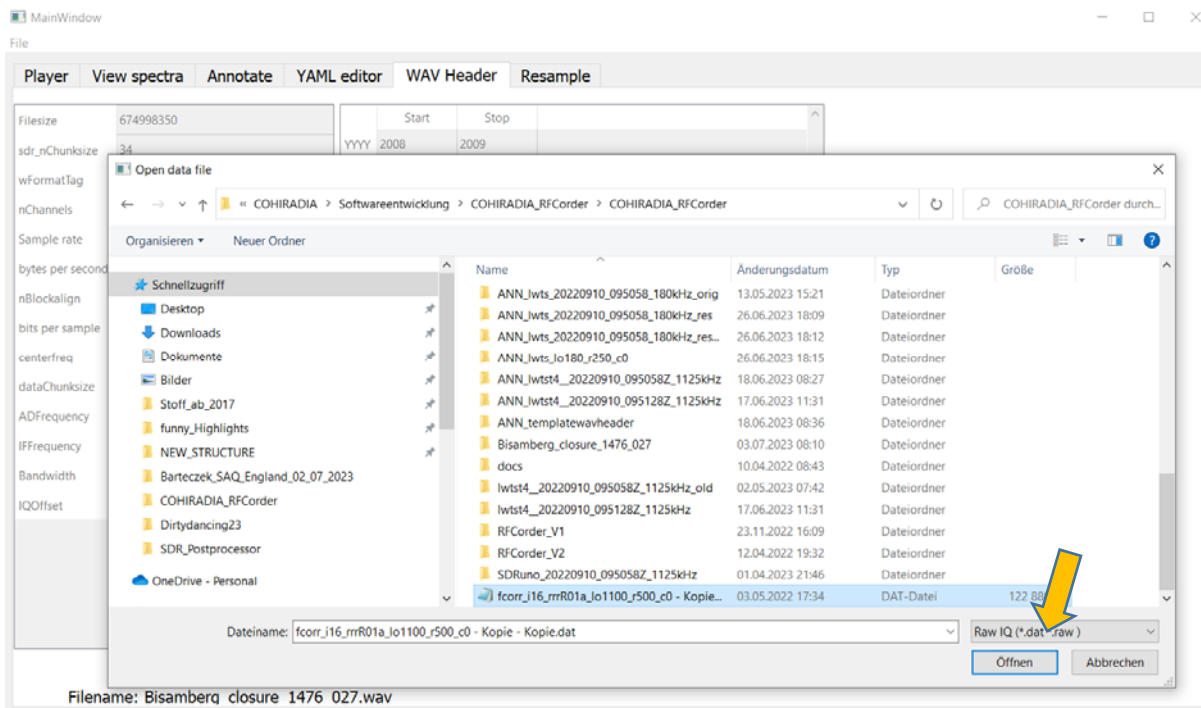 MainWindow
File
Player View spectra Annotate YAML editor WAV Header Resample
Filesize 674998350
Start Stop
sdr_nChunksize 34
YYYY 2008 2009
wFormatTag
nChannels
Sample rate
bytes per second
nBlockalign
bits per sample
centerfreq
dataChunksize
ADFrequency
IFFrequency
Bandwidth
IQOffset
Open data file
« COHIRADIA > Softwareentwicklung > COHIRADIA_RFCorder > COHIRADIA_RFCorder
COHIRADIA_RFCorder durch...
Organisieren Neuer Ordner
Schnellzugriff
Desktop
Downloads
Dokumente
Bilder
Stoff_ab_2017
funny_Highlights
NEW_STRUCTURE
Barteczek_SAQ_England_02_07_2023
COHIRADIA_RFCorder
Dirtydancing23
SDR_Postprocessor
OneDrive - Personal
Name Änderungsdatum Typ Größe
ANN_lwts_20220910_095058_180kHz_orig 13.05.2023 15:21 Dateiordner
ANN_lwts_20220910_095058_180kHz_res 26.06.2023 18:09 Dateiordner
ANN_lwts_20220910_095058_180kHz_res... 26.06.2023 18:12 Dateiordner
ANN_lwts_lo180_r250_c0 26.06.2023 18:15 Dateiordner
ANN_lwtst4__20220910_095058Z_1125kHz 18.06.2023 08:27 Dateiordner
ANN_lwtst4__20220910_095128Z_1125kHz 17.06.2023 11:31 Dateiordner
ANN_templatewavheader 18.06.2023 08:36 Dateiordner
Bisamberg_closure_1476_027 03.07.2023 08:10 Dateiordner
docs 10.04.2022 08:43 Dateiordner
lwtst4__20220910_095058Z_1125kHz_old 02.05.2023 07:42 Dateiordner
lwtst4__20220910_095128Z_1125kHz 17.06.2023 11:31 Dateiordner
RFCorder_V1 23.11.2022 16:09 Dateiordner
RFCorder_V2 12.04.2022 19:32 Dateiordner
SDRuno_20220910_095058Z_1125kHz 01.04.2023 21:46 Dateiordner
fcorr_i16_rrrR01a_lo1100_r500_c0 - Kopie... 03.05.2022 17:34 DAT-Datei 122 88
Dateiname: fcorr_i16_rrrR01a_lo1100_r500_c0 - Kopie - Kopie.dat
Raw IQ (*.dat *.raw )
Öffnen Abbrechen
Filename: Bisamberg_closure_1476_027.wav